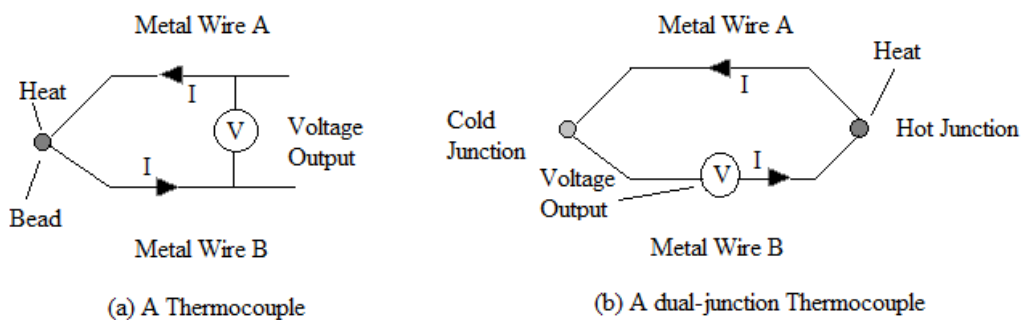 Metal Wire A
Heat
I
V
Voltage
Output
I
Bead
Metal Wire B
(a) A Thermocouple
Metal Wire A
Heat
I
Cold
Junction
Hot Junction
Voltage
Output
V
I
Metal Wire B
(b) A dual-junction Thermocouple